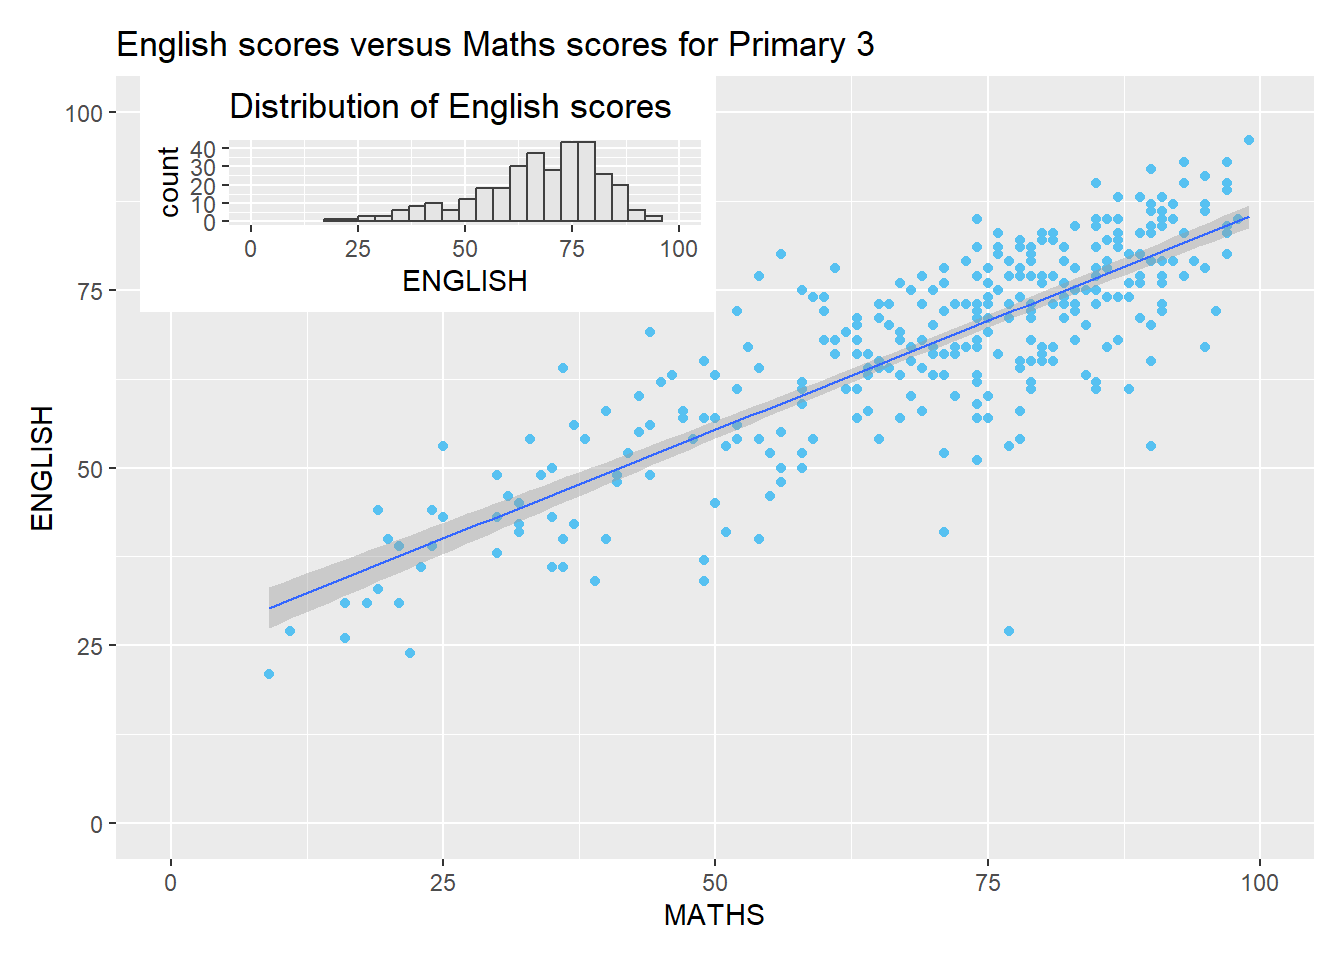 English scores versus Maths scores for Primary 3
Distribution of English scores
count
40
30
20
10
0
0 25 50 75 100
ENGLISH
ENGLISH
100
75
50
25
0
0 25 50 75 100
MATHS